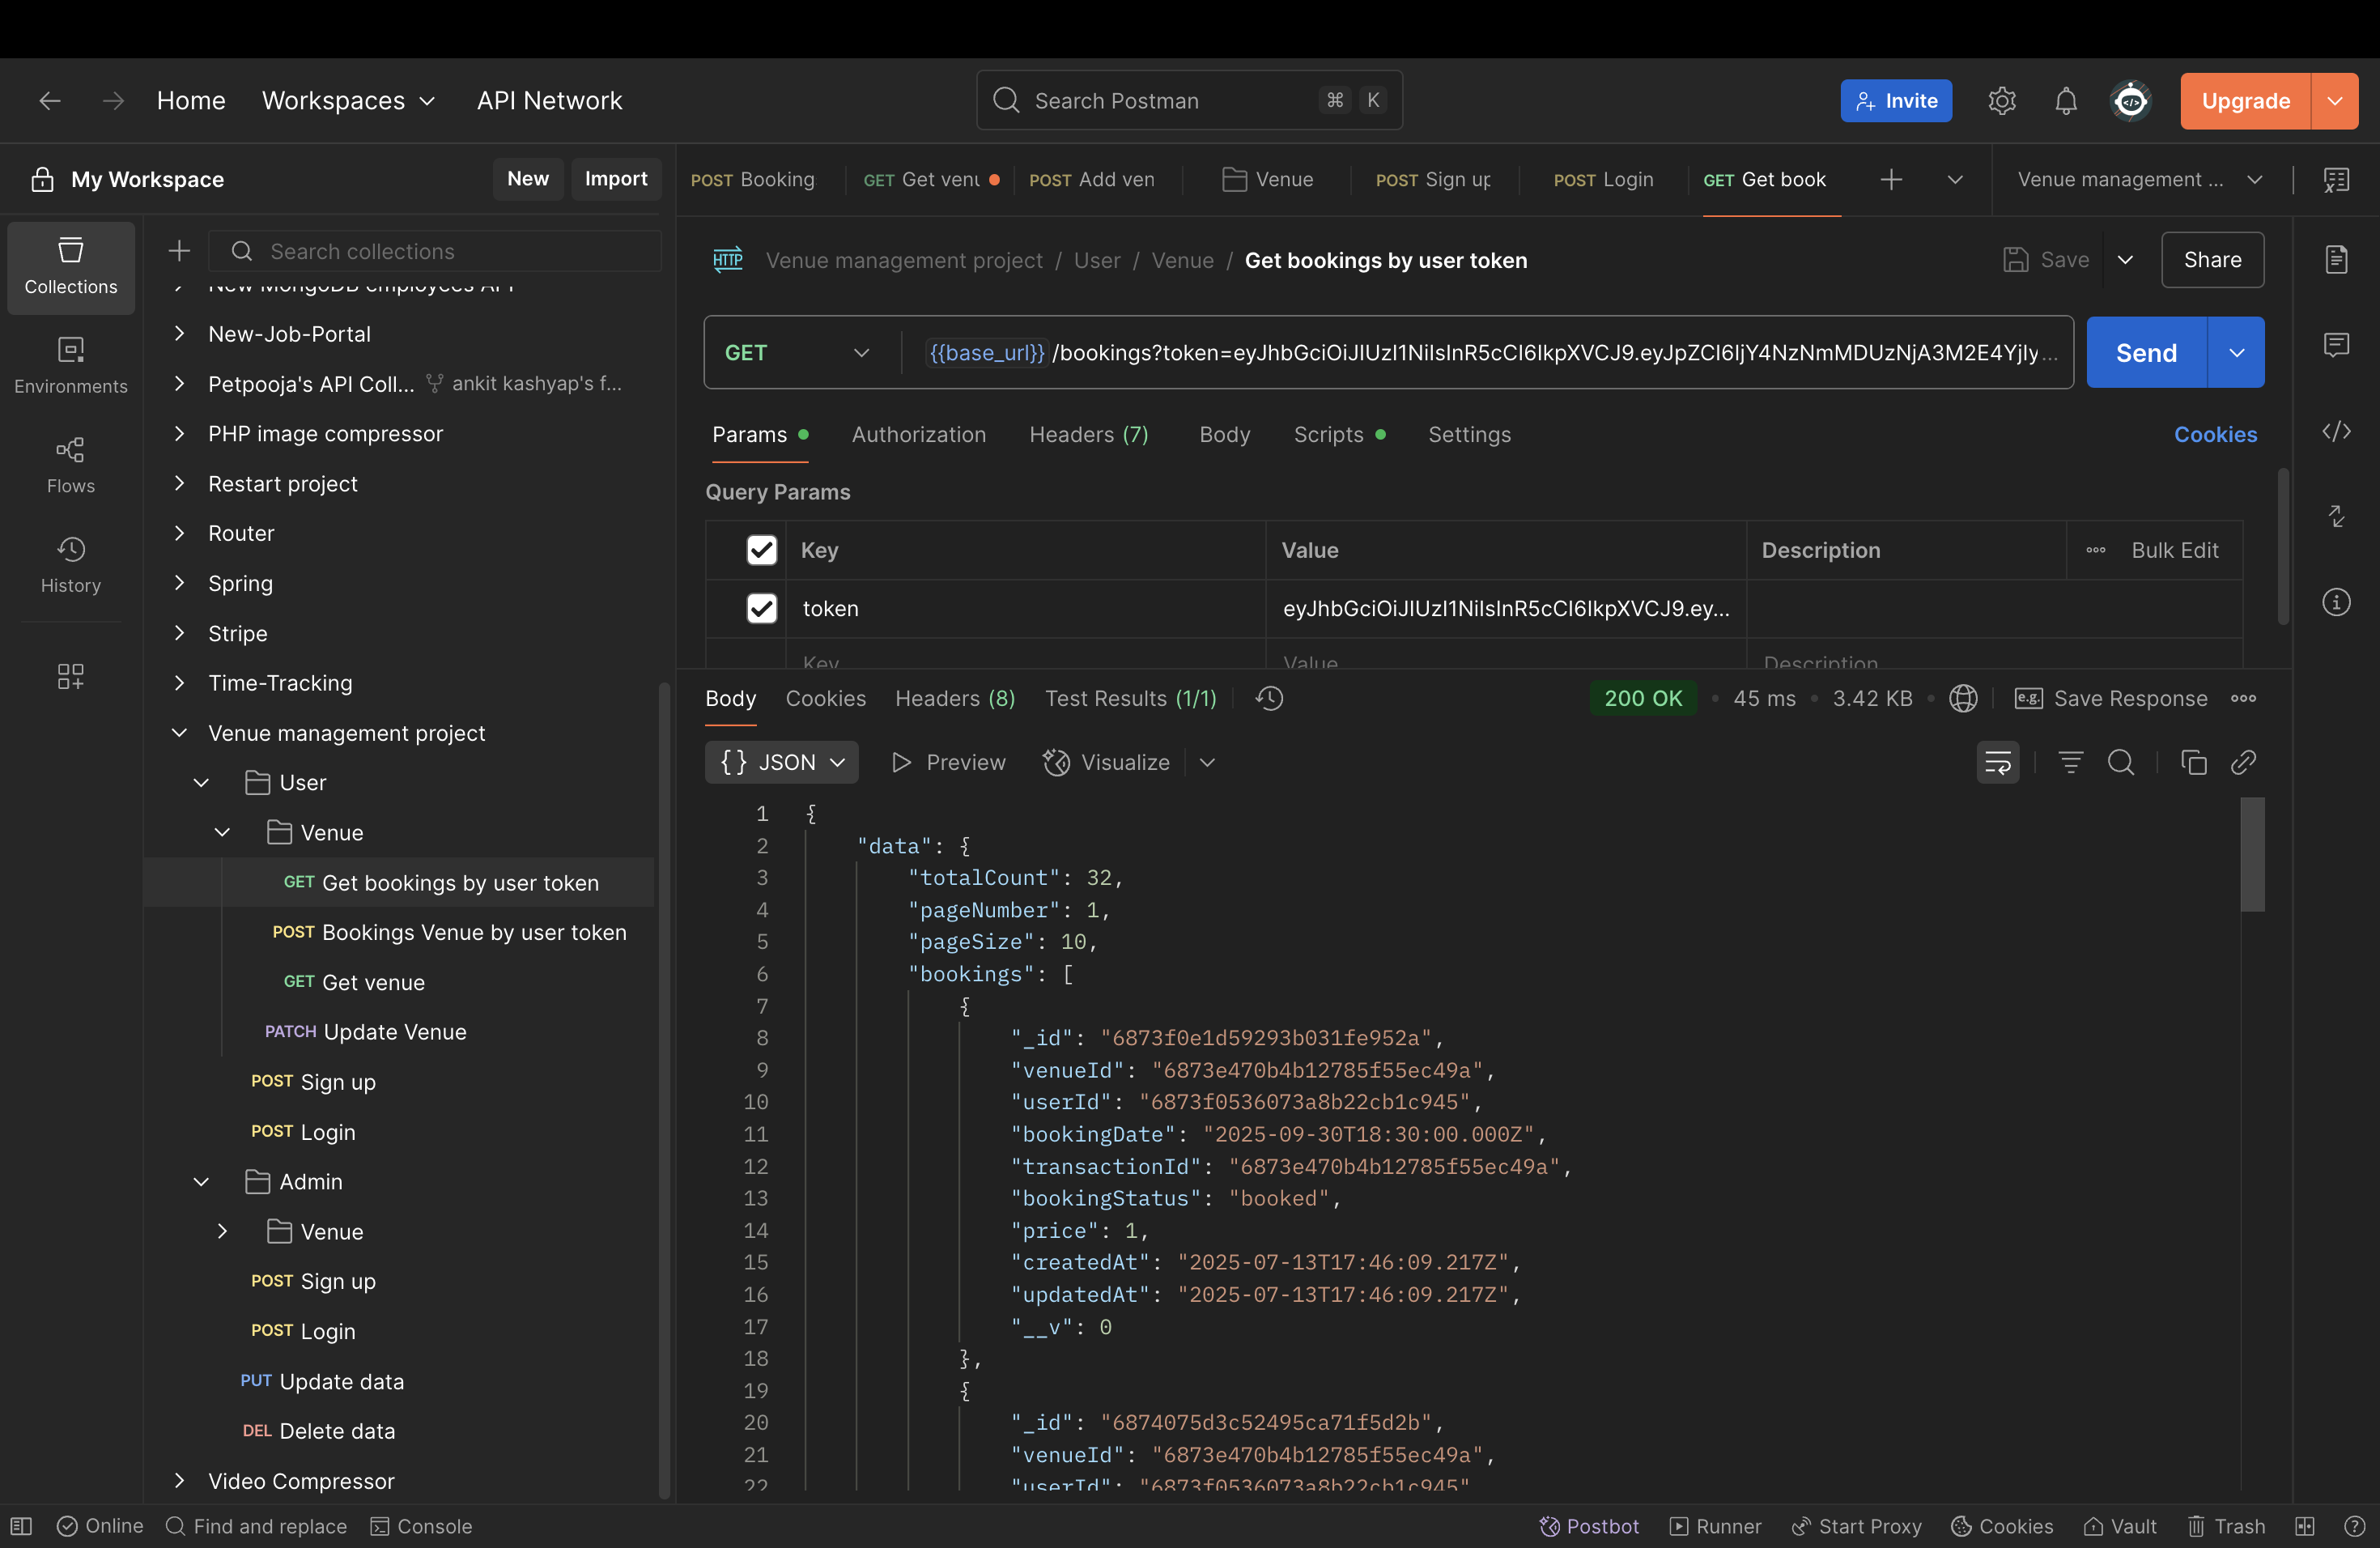 Home Workspaces API Network Search Postman ⌘ K Invite Upgrade
My Workspace New Import
POST Booking GET Get venu POST Add ven Venue POST Sign up POST Login GET Get book Venue management ...
Collections
Environments
Flows
History
Search collections
New MongoDB employees API
New-Job-Portal
Petpooja's API Coll... ankit kashyap's f...
PHP image compressor
Restart project
Router
Spring
Stripe
Time-Tracking
Venue management project
User
Venue
GET Get bookings by user token
POST Bookings Venue by user token
GET Get venue
PATCH Update Venue
POST Sign up
POST Login
Admin
Venue
POST Sign up
POST Login
PUT Update data
DEL Delete data
Video Compressor
HTTP Venue management project / User / Venue / Get bookings by user token Save Share
GET {{base_url}}/bookings?token=eyJhbGciOiJIUzI1NiIsInR5cCI6IkpXVCJ9.eyJpZCI6IjY4NzNmMDUzNjA3M2E4YjIy... Send
Params Authorization Headers (7) Body Scripts Settings Cookies
Query Params
Key Value Description Bulk Edit
token eyJhbGciOiJIUzI1NiIsInR5cCI6IkpXVCJ9.ey...
Key Value Description
Body Cookies Headers (8) Test Results (1/1) 200 OK • 45 ms • 3.42 KB • e.g. Save Response
{} JSON Preview Visualize
1 {
2 "data": {
3 "totalCount": 32,
4 "pageNumber": 1,
5 "pageSize": 10,
6 "bookings": [
7 {
8 "_id": "6873f0e1d59293b031fe952a",
9 "venueId": "6873e470b4b12785f55ec49a",
10 "userId": "6873f0536073a8b22cb1c945",
11 "bookingDate": "2025-09-30T18:30:00.000Z",
12 "transactionId": "6873e470b4b12785f55ec49a",
13 "bookingStatus": "booked",
14 "price": 1,
15 "createdAt": "2025-07-13T17:46:09.217Z",
16 "updatedAt": "2025-07-13T17:46:09.217Z",
17 "__v": 0
18 },
19 {
20 "_id": "6874075d3c52495ca71f5d2b",
21 "venueId": "6873e470b4b12785f55ec49a",
22 "userId": "6873f0536073a8b22cb1c945"
Online Find and replace Console Postbot Runner Start Proxy Cookies Vault Trash